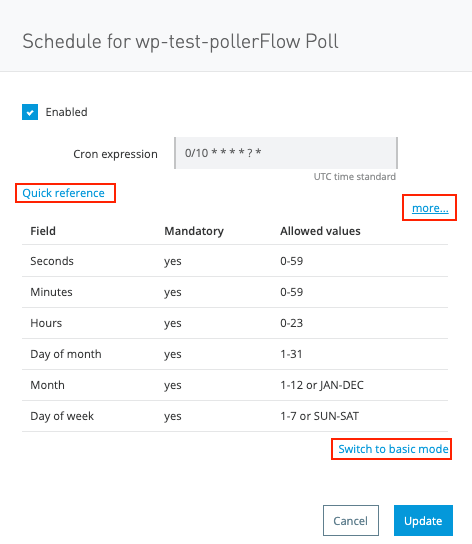 Schedule for wp-test-pollerFlow Poll
Enabled
Cron expression 0/10 * * * * ? *
UTC time standard
Quick reference
more...
Field Mandatory Allowed values
Seconds yes 0-59
Minutes yes 0-59
Hours yes 0-23
Day of month yes 1-31
Month yes 1-12 or JAN-DEC
Day of week yes 1-7 or SUN-SAT
Switch to basic mode
Cancel Update